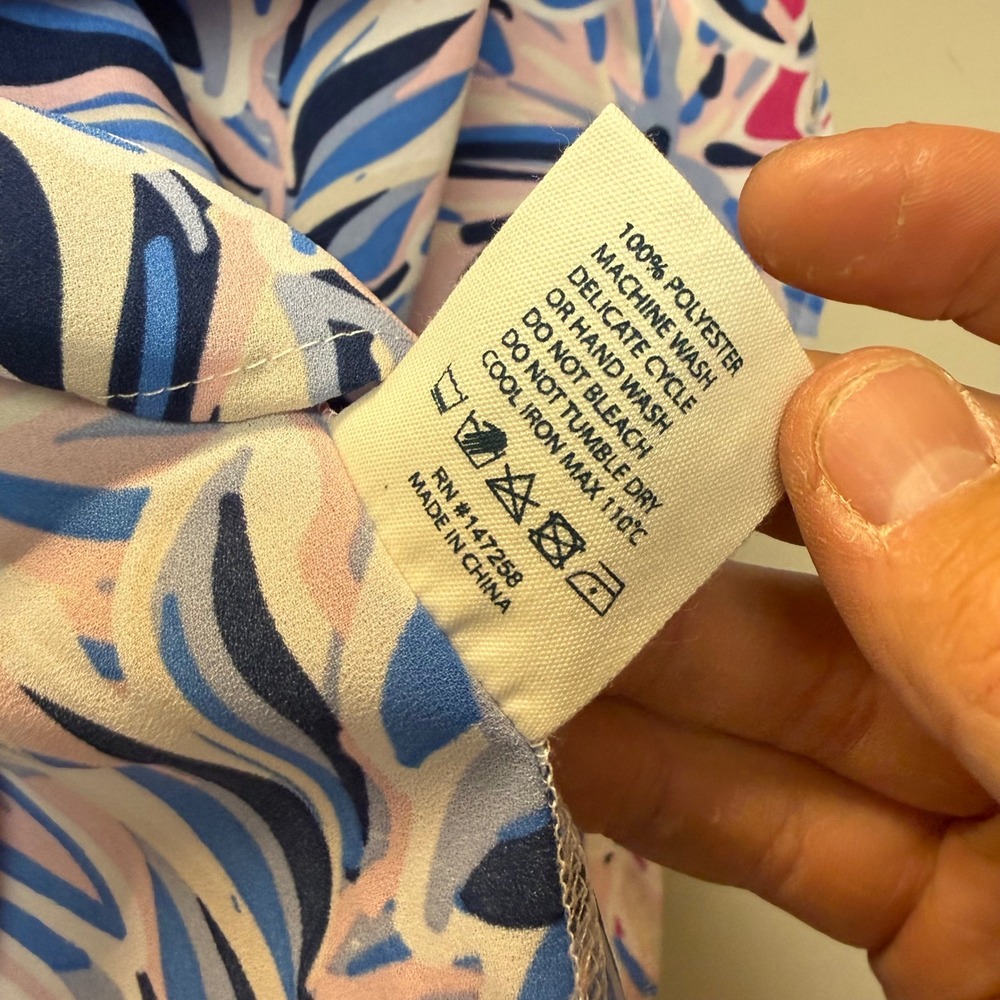 100% POLYESTER
MACHINE WASH
DELICATE CYCLE
OR HAND WASH
DO NOT BLEACH
DO NOT TUMBLE DRY
COOL IRON MAX 110℃
RN #147258
MADE IN CHINA